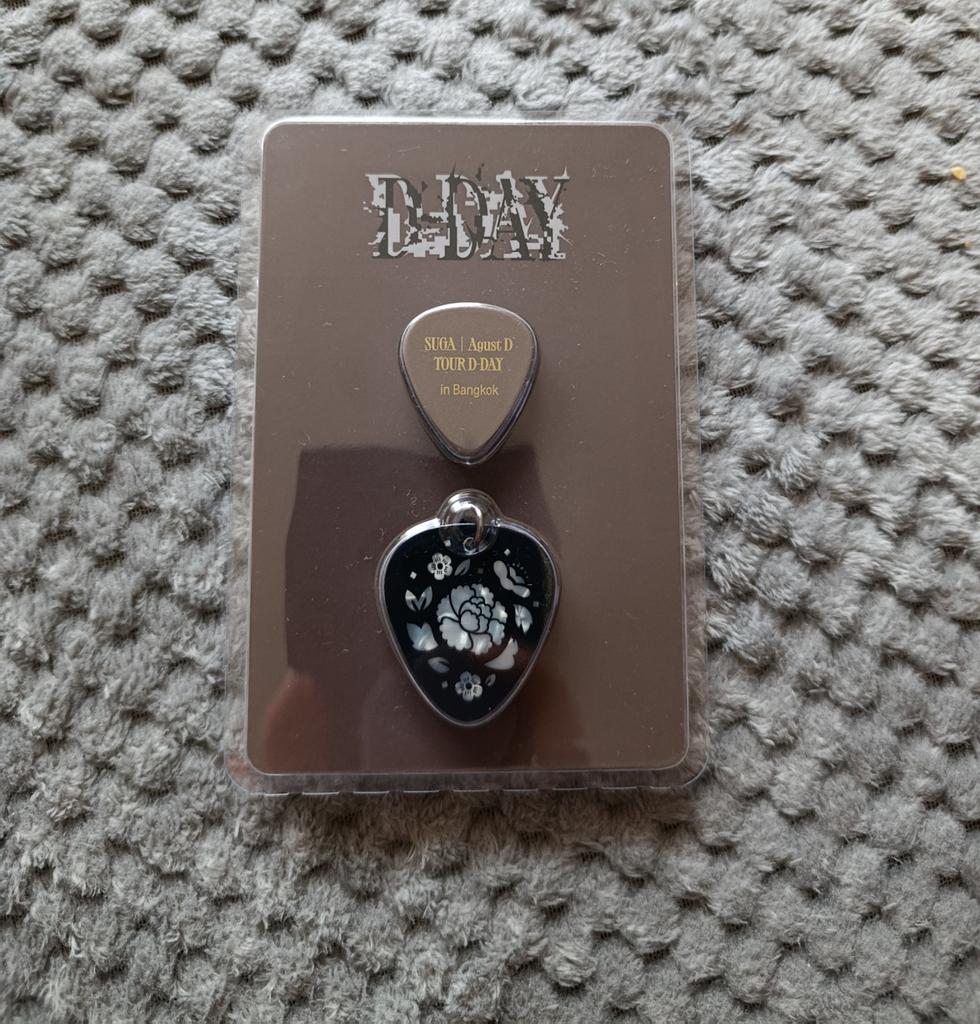 D-DAY
SUGA | Agust D
TOUR D-DAY
in Bangkok